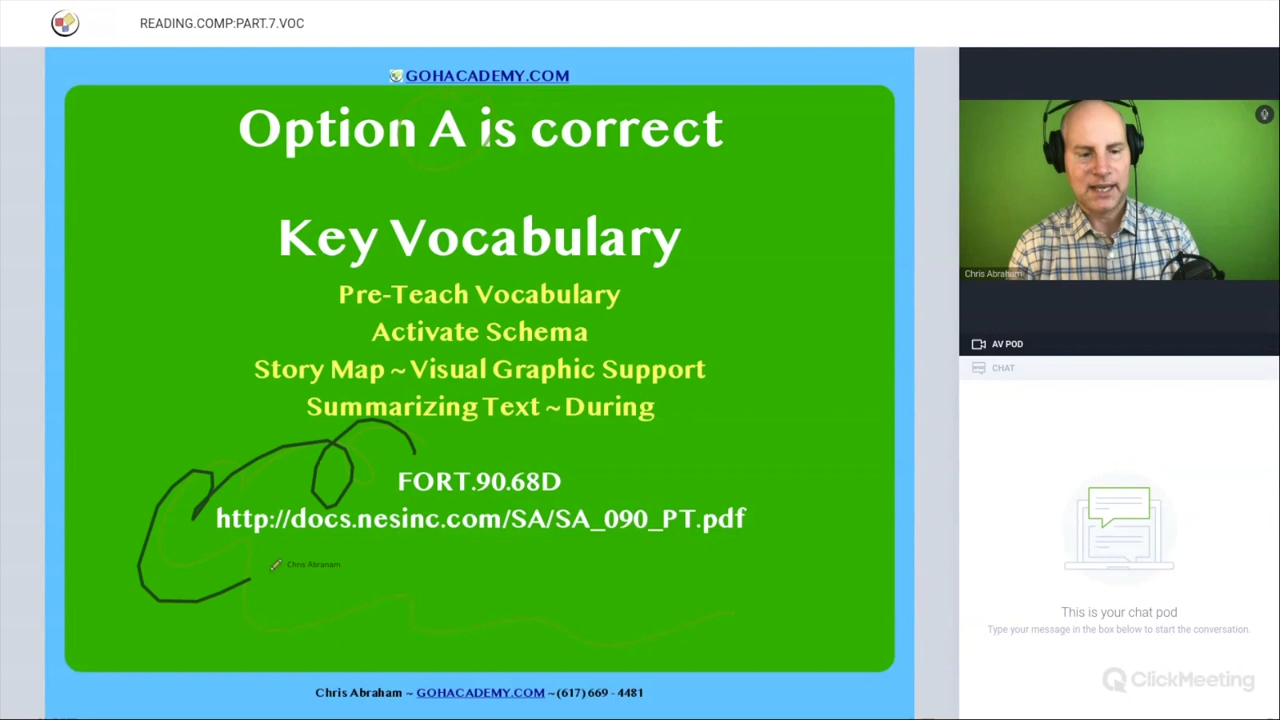 READING.COMP:PART.7.VOC
GOHACADEMY.COM
Option A is correct
Key Vocabulary
Pre-Teach Vocabulary
Activate Schema
Story Map ~ Visual Graphic Support
Summarizing Text ~ During
FORT.90.68D
http://docs.nesinc.com/SA/SA_090_PT.pdf
Chris Abraham
Chris Abraham ~ GOHACADEMY.COM ~ (617) 669 - 4481
Chris Abraham
AV POD
CHAT
This is your chat pod
Type your message in the box below to start the conversation.
ClickMeeting